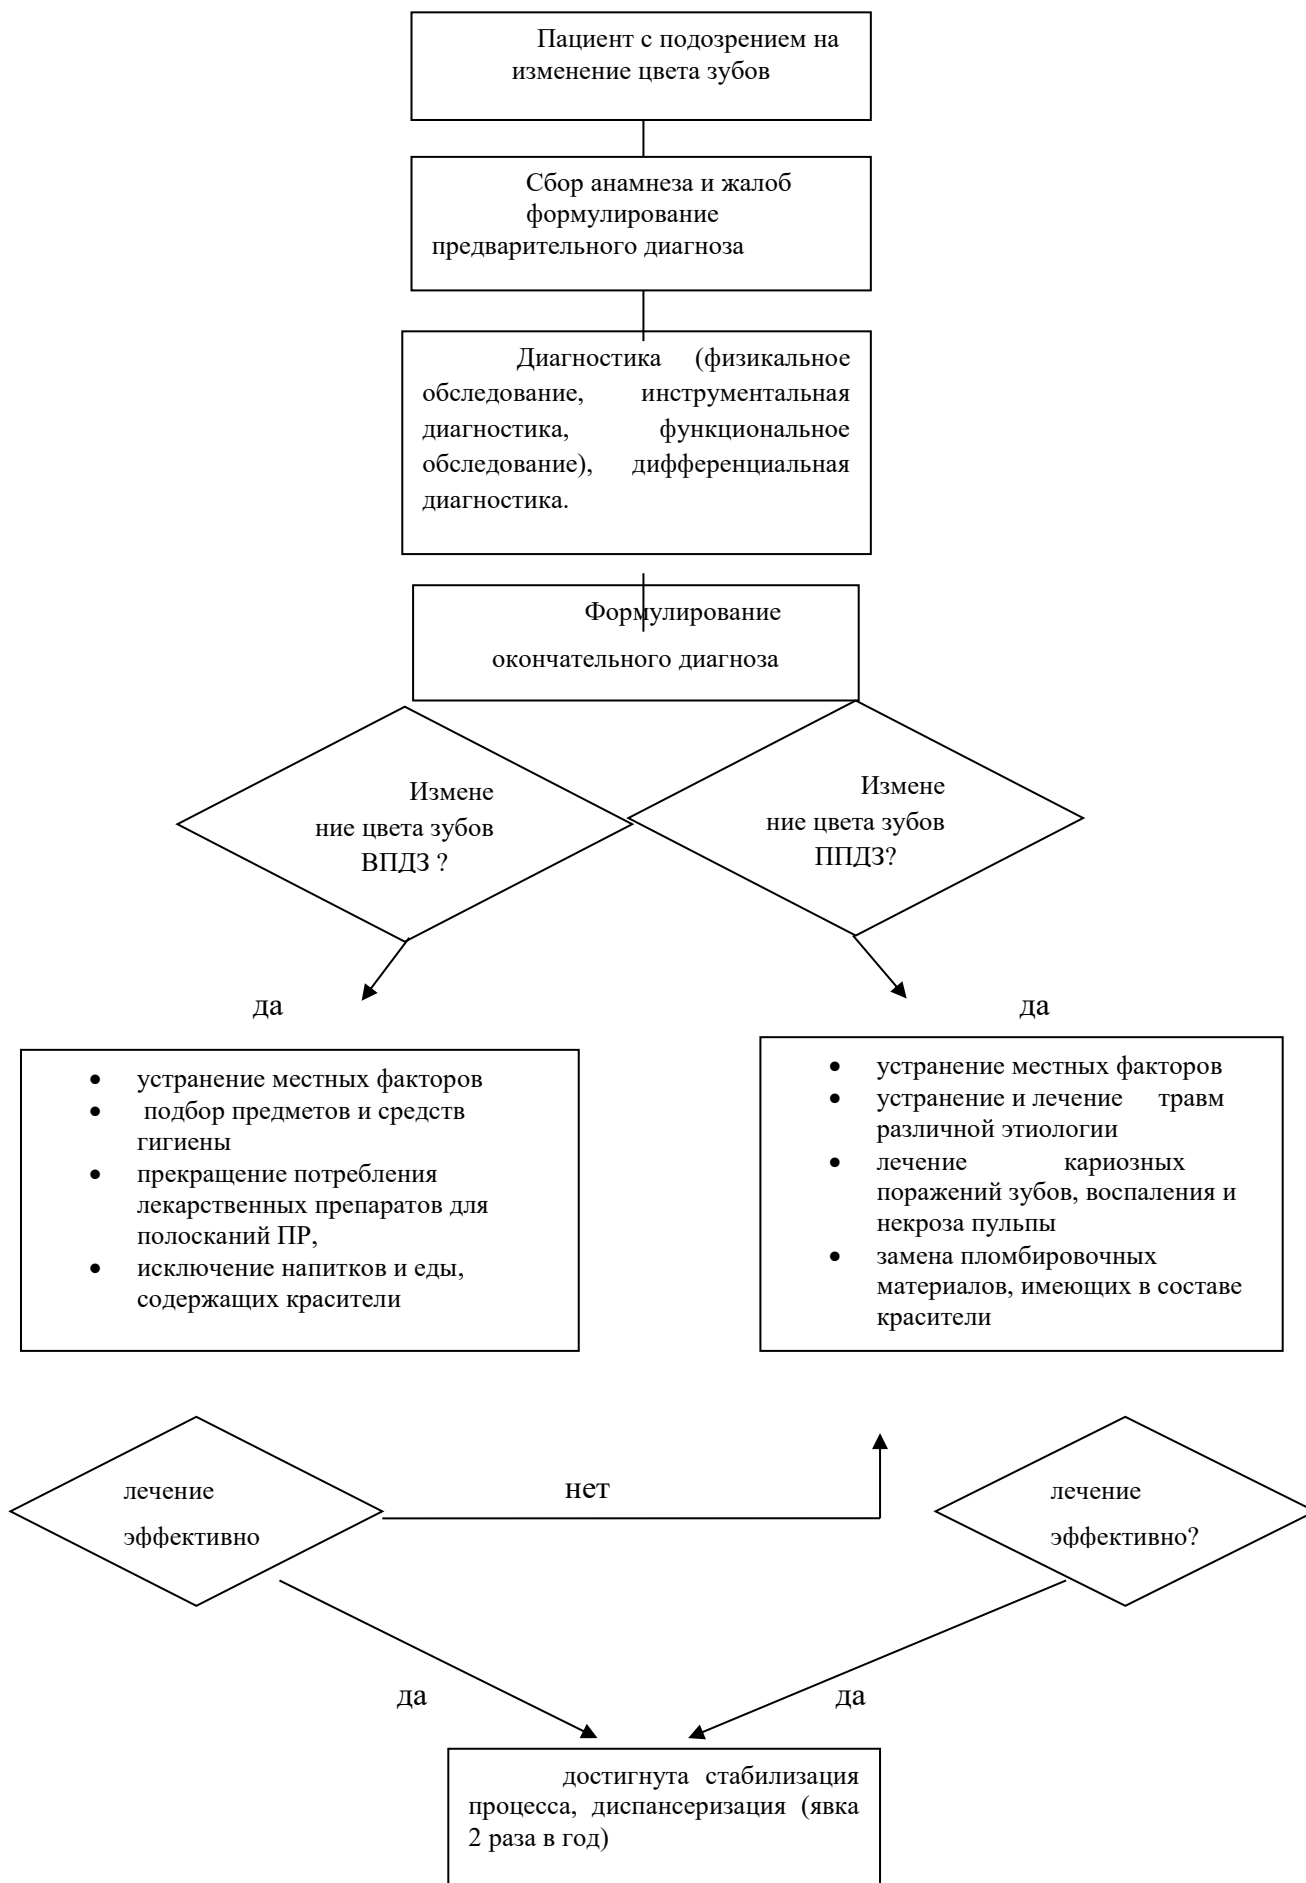 Пациент с подозрением на
изменение цвета зубов
Сбор анамнеза и жалоб
формулирование
предварительного диагноза
Диагностика (физикальное
обследование, инструментальная
диагностика, функциональное
обследование), дифференциальная
диагностика.
Формулирование
окончательного диагноза
Измене
ние цвета зубов
ВПДЗ ?
Измене
ние цвета зубов
ППДЗ?
да
да
• устранение местных факторов
• подбор предметов и средств
гигиены
• прекращение потребления
лекарственных препаратов для
полосканий ПР,
• исключение напитков и еды,
содержащих красители
• устранение местных факторов
• устранение и лечение травм
различной этиологии
• лечение кариозных
поражений зубов, воспаления и
некроза пульпы
• замена пломбировочных
материалов, имеющих в составе
красители
лечение
эффективно
нет
лечение
эффективно?
да
да
достигнута стабилизация
процесса, диспансеризация (явка
2 раза в год)